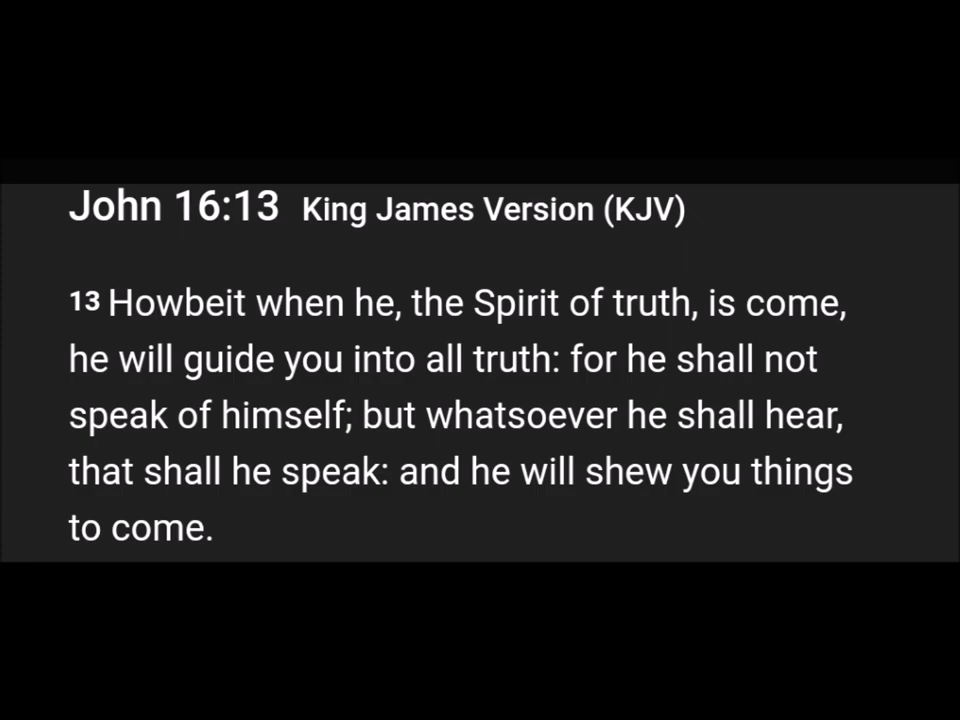 John 16:13 King James Version (KJV)
13 Howbeit when he, the Spirit of truth, is come,
he will guide you into all truth: for he shall not
speak of himself; but whatsoever he shall hear,
that shall he speak: and he will shew you things
to come.